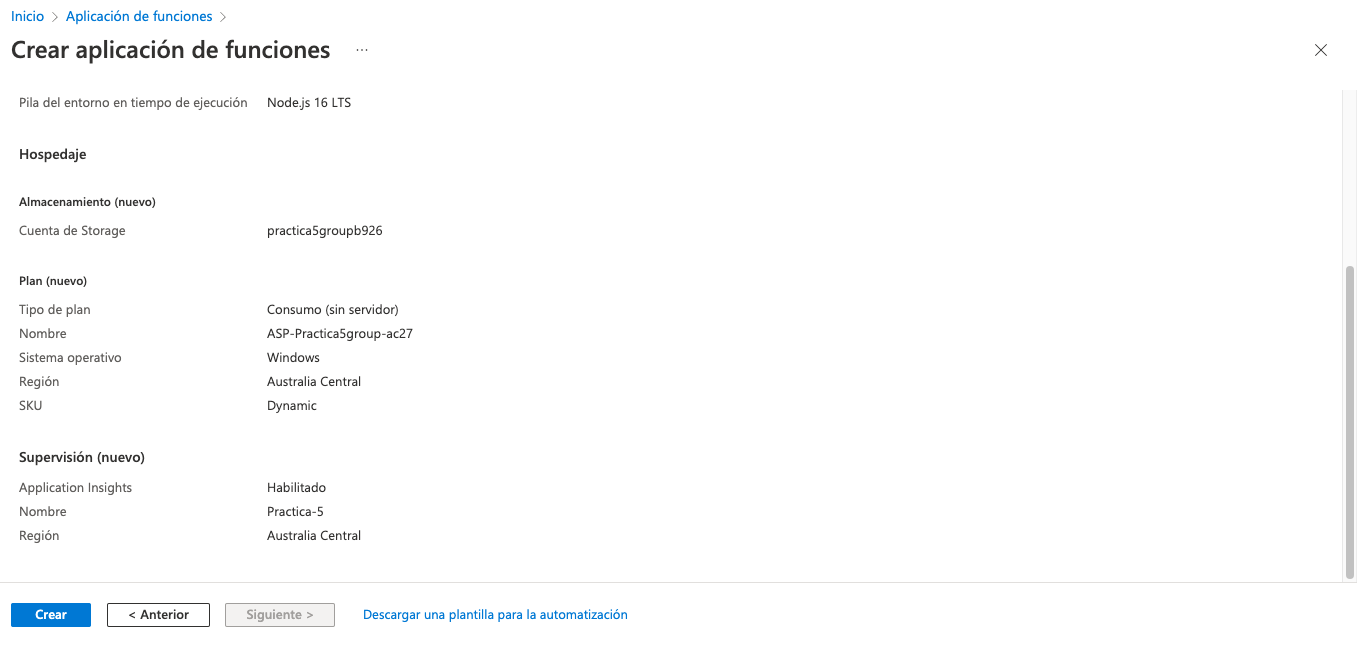 Inicio > Aplicación de funciones >
Crear aplicación de funciones ...
Pila del entorno en tiempo de ejecución Node.js 16 LTS
Hospedaje
Almacenamiento (nuevo)
Cuenta de Storage practica5groupb926
Plan (nuevo)
Tipo de plan Consumo (sin servidor)
Nombre ASP-Practica5group-ac27
Sistema operativo Windows
Región Australia Central
SKU Dynamic
Supervisión (nuevo)
Application Insights Habilitado
Nombre Practica-5
Región Australia Central
Crear < Anterior Siguiente > Descargar una plantilla para la automatización